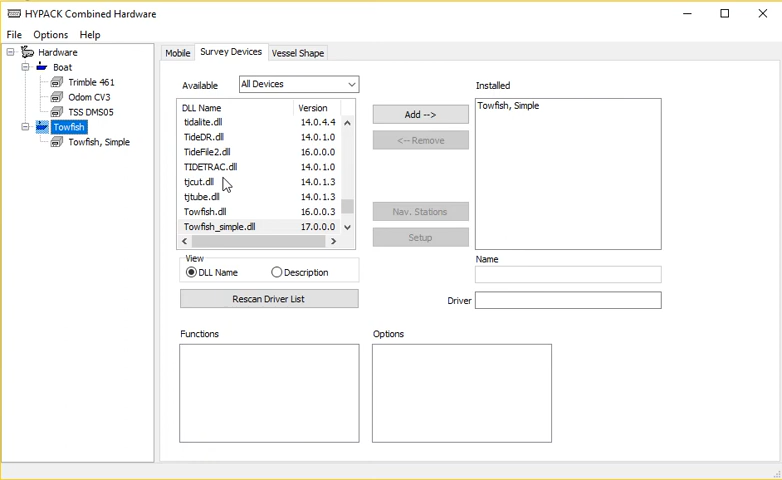 HYPACK Combined Hardware
File Options Help
Hardware
Boat
Trimble 461
Odom CV3
TSS DMS05
Towfish
Towfish, Simple
Mobile Survey Devices Vessel Shape
Available All Devices
DLL Name Version
tidalite.dll 14.0.4.4
TideDR.dll 14.0.1.0
TideFile2.dll 16.0.0.0
TIDETRAC.dll 14.0.1.0
tjcut.dll 14.0.1.3
tjtube.dll 14.0.1.3
Towfish.dll 16.0.0.3
Towfish_simple.dll 17.0.0.0
View
DLL Name Description
Rescan Driver List
Add -->
<-- Remove
Nav. Stations
Setup
Installed
Towfish, Simple
Name
Driver
Functions
Options